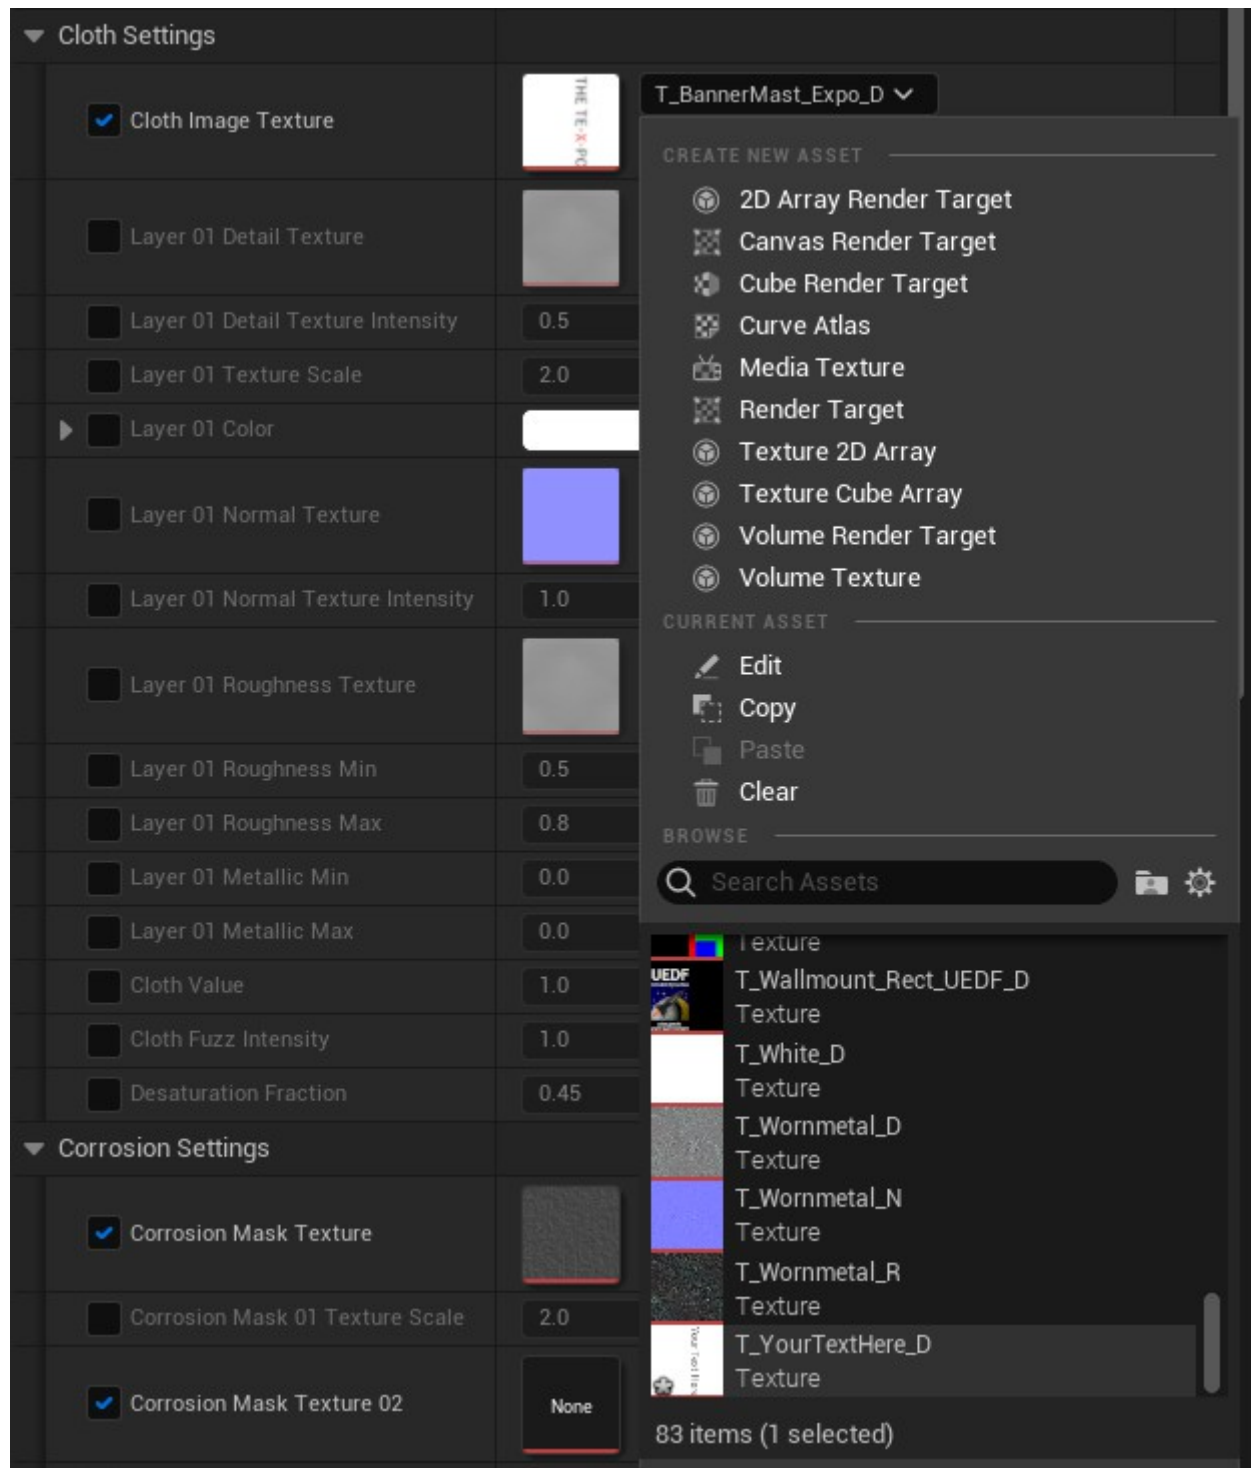 Cloth Settings
Cloth Image Texture
THE TE-X-PO
T_BannerMast_Expo_D
CREATE NEW ASSET
2D Array Render Target
Canvas Render Target
Cube Render Target
Curve Atlas
Media Texture
Render Target
Texture 2D Array
Texture Cube Array
Volume Render Target
Volume Texture
CURRENT ASSET
Edit
Copy
Paste
Clear
BROWSE
Search Assets
Texture
UEDF
T_Wallmount_Rect_UEDF_D
Texture
T_White_D
Texture
T_Wornmetal_D
Texture
T_Wornmetal_N
Texture
T_Wornmetal_R
Texture
Your Text Her
T_YourTextHere_D
Texture
83 items (1 selected)
Layer 01 Detail Texture
Layer 01 Detail Texture Intensity 0.5
Layer 01 Texture Scale 2.0
Layer 01 Color
Layer 01 Normal Texture
Layer 01 Normal Texture Intensity 1.0
Layer 01 Roughness Texture
Layer 01 Roughness Min 0.5
Layer 01 Roughness Max 0.8
Layer 01 Metallic Min 0.0
Layer 01 Metallic Max 0.0
Cloth Value 1.0
Cloth Fuzz Intensity 1.0
Desaturation Fraction 0.45
Corrosion Settings
Corrosion Mask Texture
Corrosion Mask 01 Texture Scale 2.0
Corrosion Mask Texture 02 None